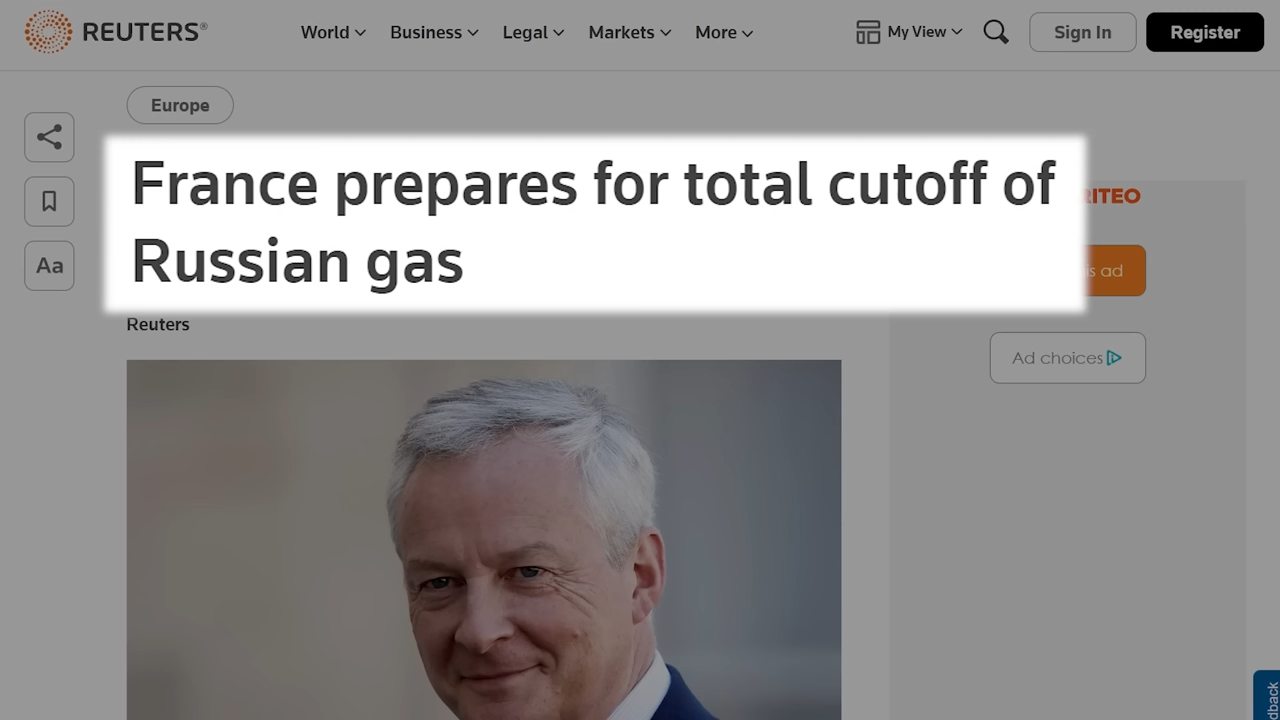 REUTERS®
World
Business
Legal
Markets
More
My View
Sign In
Register
Europe
France prepares for total cutoff of
Russian gas
Aa
Reuters
Ad choices